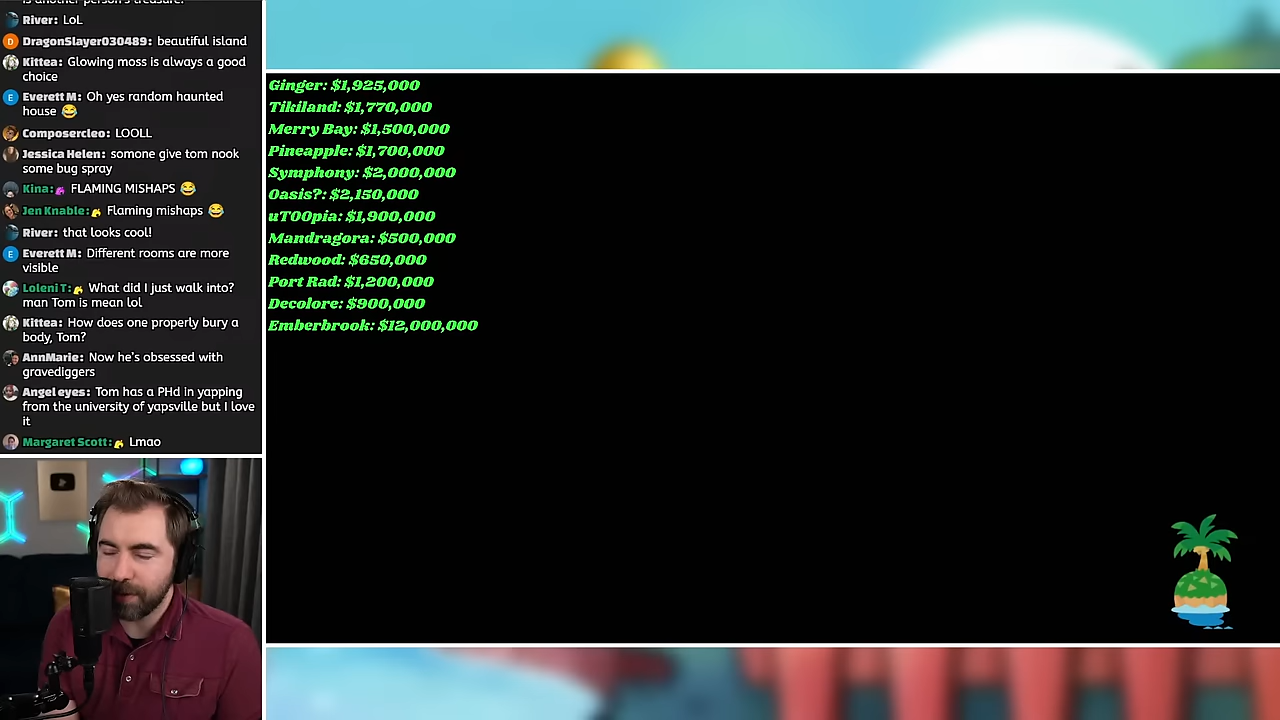 is another person's treasure.
River: LoL
DragonSlayer030489: beautiful island
Kittea: Glowing moss is always a good
choice
Everett M: Oh yes random haunted
house 😂
Composercleo: LOOLL
Jessica Helen: somone give tom nook
some bug spray
Kina: FLAMING MISHAPS 😂
Jen Knable: Flaming mishaps 😂
River: that looks cool!
Everett M: Different rooms are more
visible
Loleni T: What did I just walk into?
man Tom is mean lol
Kittea: How does one properly bury a
body, Tom?
AnnMarie: Now he's obsessed with
gravediggers
Angel eyes: Tom has a PHd in yapping
from the university of yapsville but I love
it
Margaret Scott: Lmao
Ginger: $1,925,000
Tikiland: $1,770,000
Merry Bay: $1,500,000
Pineapple: $1,700,000
Symphony: $2,000,000
Oasis?: $2,150,000
uTOOpia: $1,900,000
Mandragora: $500,000
Redwood: $650,000
Port Rad: $1,200,000
Decolore: $900,000
Emberbrook: $12,000,000